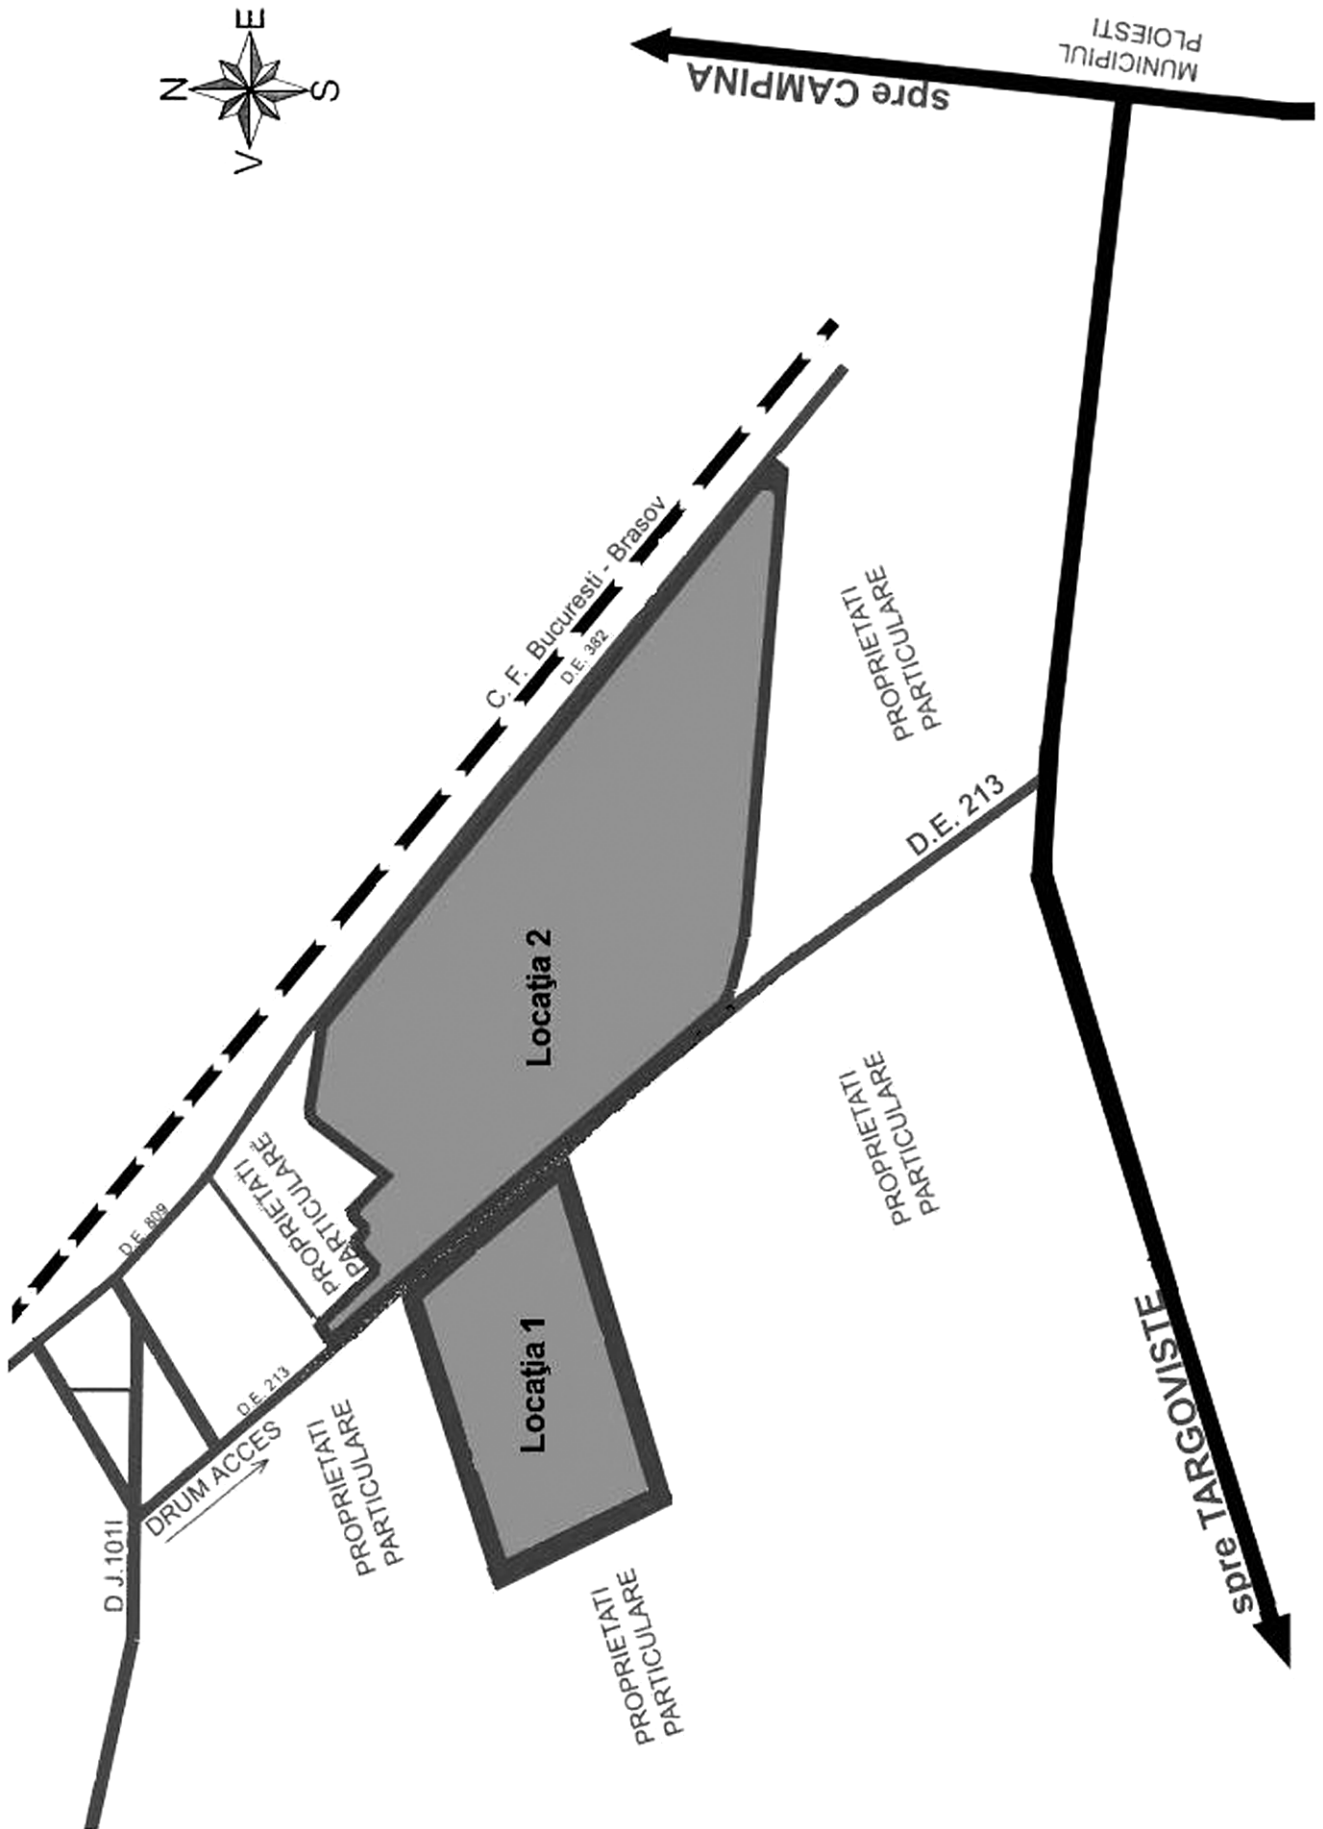 E
N
S
V
MUNICIPIUL
PLOIESTI
spre CAMPINA
C. F. Bucuresti - Brasov
D.E. 382
PROPRIETATI
PARTICULARE
D.E. 213
Locaţia 2
PROPRIETATI
PARTICULARE
PROPRIETATI
PARTICULARE
D.E. 809
D.E. 213
DRUM ACCES
D.J.101I
Locaţia 1
PROPRIETATI
PARTICULARE
PROPRIETATI
PARTICULARE
spre TARGOVISTE